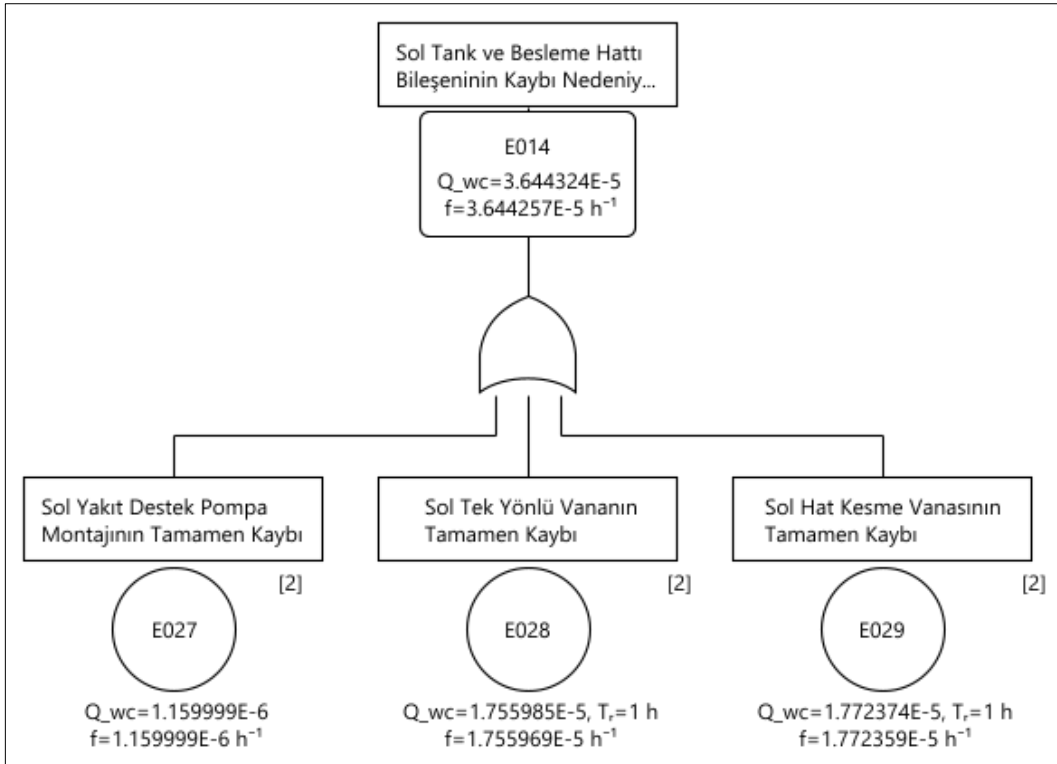 Sol Tank ve Besleme Hattı
Bileşeninin Kaybı Nedeniy...
E014
Q_wc=3.644324E-5
f=3.644257E-5 h⁻¹
Sol Yakıt Destek Pompa
Montajının Tamamen Kaybı
[2]
E027
Q_wc=1.159999E-6
f=1.159999E-6 h⁻¹
Sol Tek Yönlü Vananın
Tamamen Kaybı
[2]
E028
Q_wc=1.755985E-5, Tᵣ=1 h
f=1.755969E-5 h⁻¹
Sol Hat Kesme Vanasının
Tamamen Kaybı
[2]
E029
Q_wc=1.772374E-5, Tᵣ=1 h
f=1.772359E-5 h⁻¹